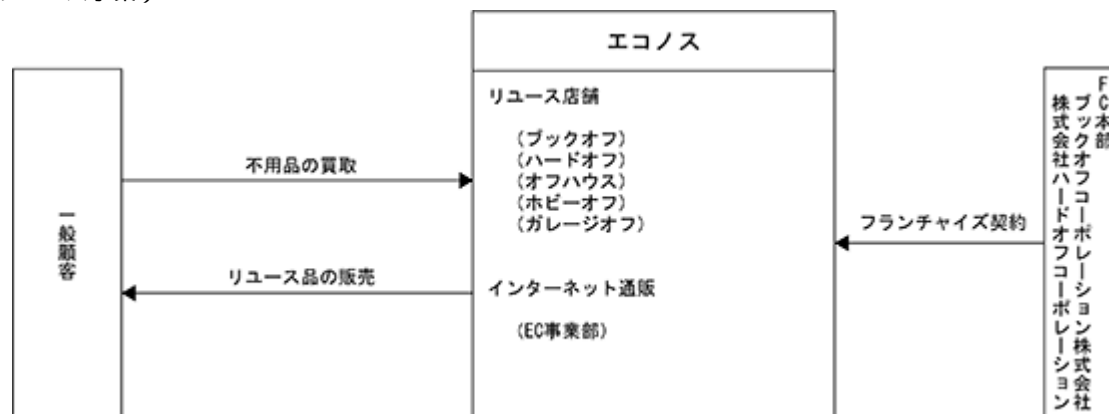 エコノス
リユース店舗
(ブックオフ)
(ハードオフ)
(オフハウス)
(ホビーオフ)
(ガレージオフ)
不用品の買取
一般顧客
リユース品の販売
インターネット通販
(EC事業部)
フランチャイズ契約
FC本部
ブックオフコーポレーション株式会社
株式会社ハードオフコーポレーション